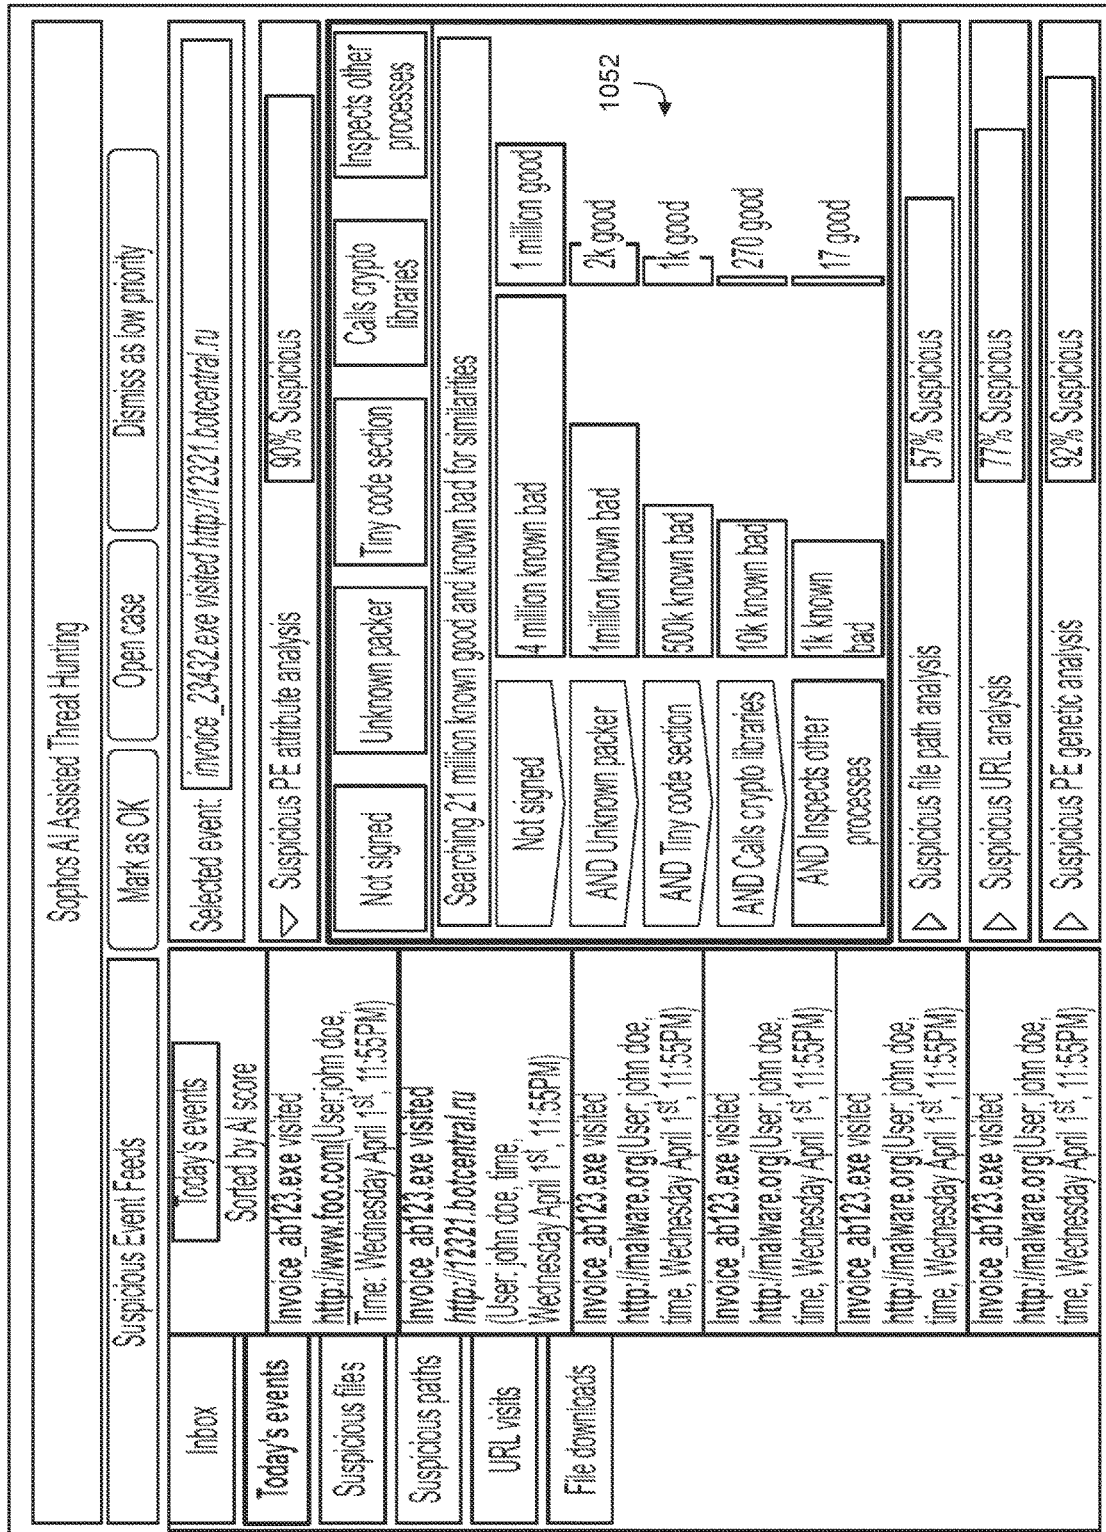 Sophos AI Assisted Threat Hunting
Suspicious Event Feeds
Mark as OK
Open case
Dismiss as low priority
Inbox
Today's events
Suspicious files
Suspicious paths
URL visits
File downloads
Today's events
Sorted by AI score
Invoice_ab123.exe visited
http://www.foo.com(User:john doe,
Time: Wednesday April 1st, 11:55PM)
Invoice_ab123.exe visited
http://12321.botcentral.ru
(User: john doe, time,
Wednesday April 1st, 11:55PM)
Invoice_ab123.exe visited
http://malware.org(User: john doe,
time, Wednesday April 1st, 11:55PM)
Invoice_ab123.exe visited
http://malware.org(User: john doe,
time, Wednesday April 1st, 11:55PM)
Invoice_ab123.exe visited
http://malware.org(User: john doe,
time, Wednesday April 1st, 11:55PM)
Invoice_ab123.exe visited
http://malware.org(User: john doe,
time, Wednesday April 1st, 11:55PM)
Selected event: invoice_23432.exe visited http://12321.botcentral.ru
Suspicious PE attribute analysis
90% Suspicious
Not signed
Unknown packer
Tiny code section
Calls crypto
libraries
Inspects other
processes
Searching 21 million known good and known bad for similarities
Not signed
4 million known bad
1 million good
AND Unknown packer
1million known bad
2k good
AND Tiny code section
500k known bad
1k good
AND Calls crypto libraries
10k known bad
270 good
AND Inspects other
processes
1k known
bad
17 good
1052
Suspicious file path analysis
57% Suspicious
Suspicious URL analysis
77% Suspicious
Suspicious PE genetic analysis
92% Suspicious